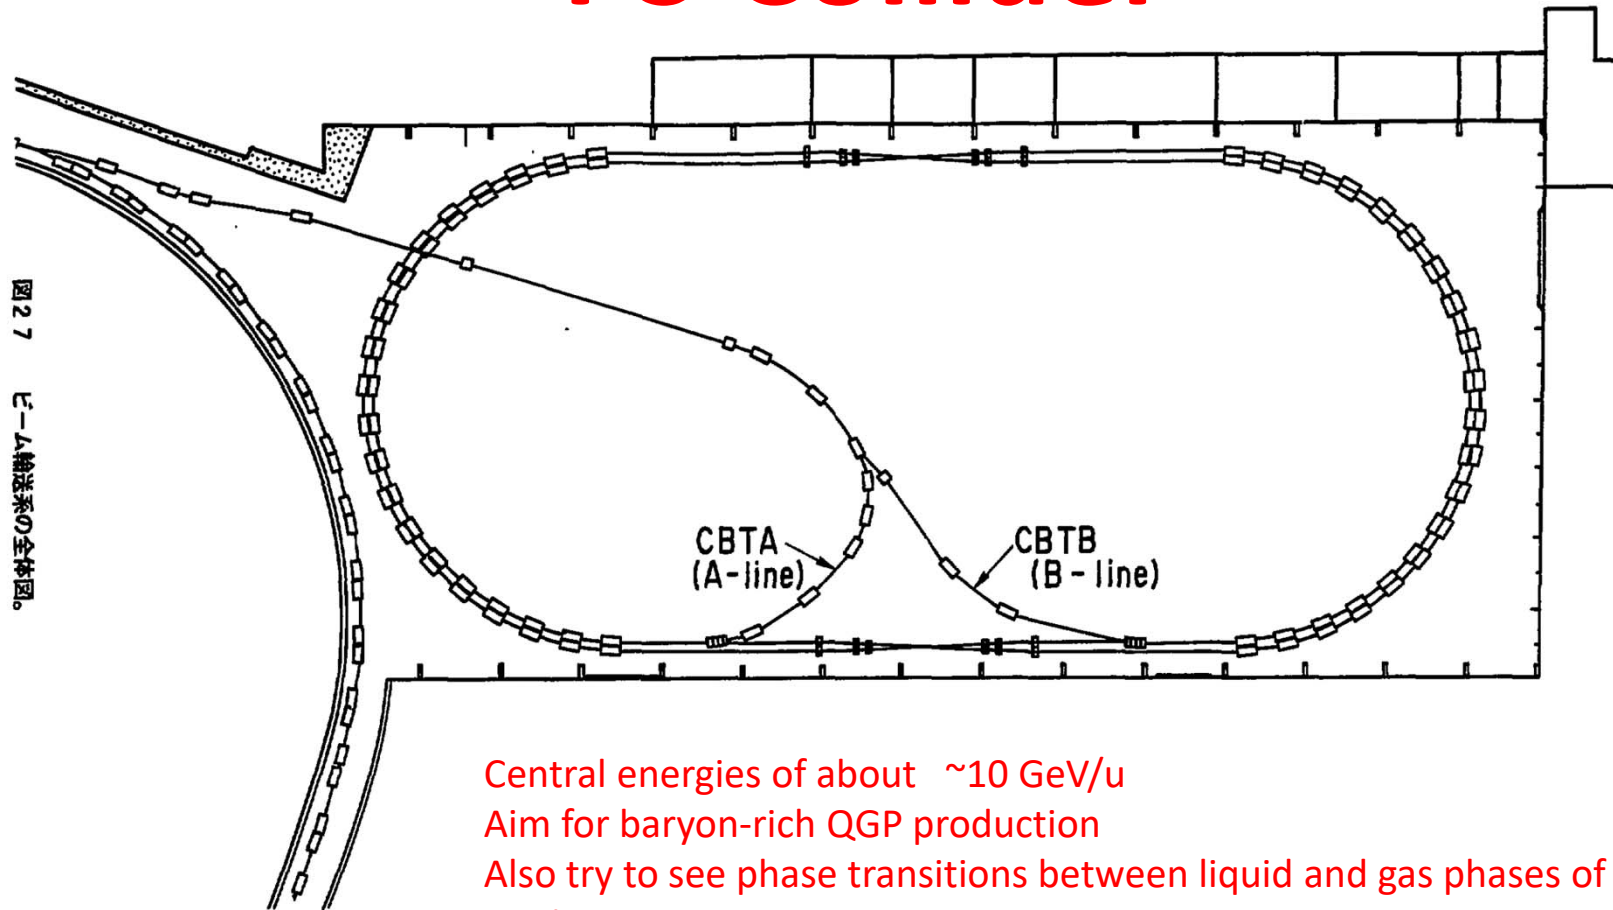 図27 ビーム輸送系の全体図。
CBTA
(A-line)
CBTB
(B-line)
Central energies of about ~10 GeV/u
Aim for baryon-rich QGP production
Also try to see phase transitions between liquid and gas phases of